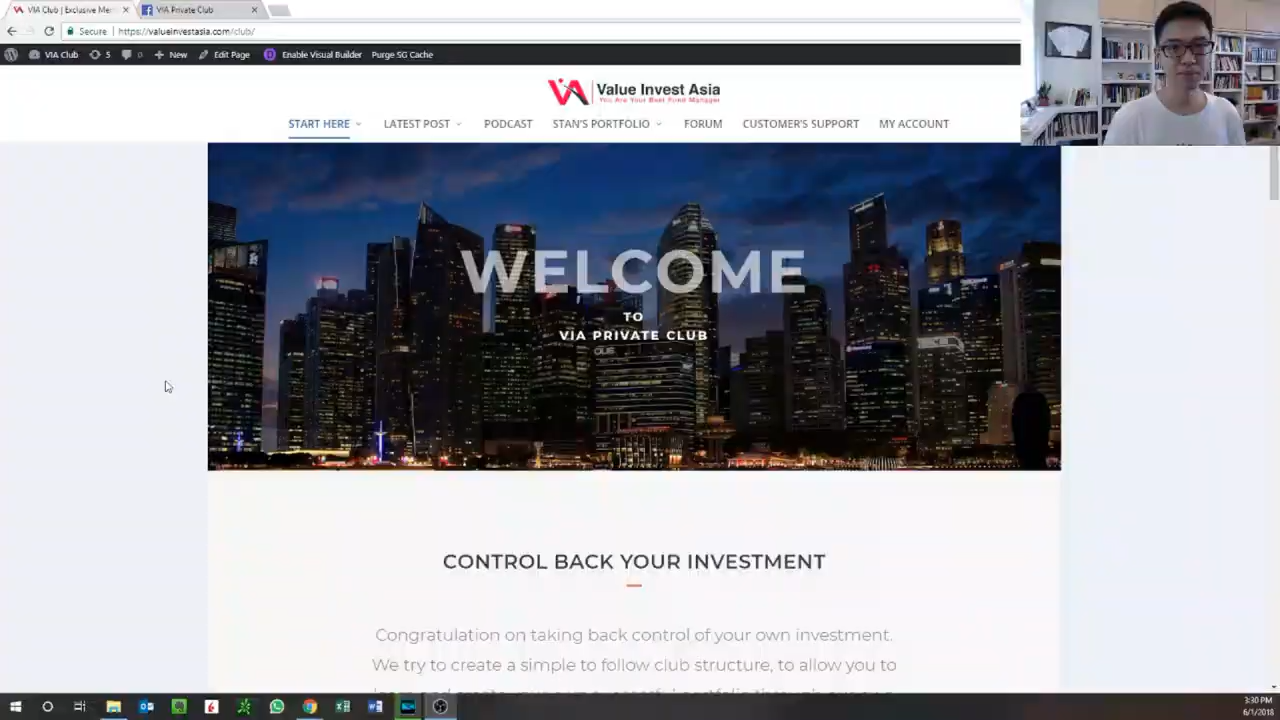 VIA Club | Exclusive Mem
VIA Private Club
Secure https://valueinvestasia.com/club/
VIA Club 5 0 New Edit Page Enable Visual Builder Purge SG Cache
Value Invest Asia
You Are Your Best Fund Manager
START HERE LATEST POST PODCAST STAN'S PORTFOLIO FORUM CUSTOMER'S SUPPORT MY ACCOUNT
WELCOME
TO
VIA PRIVATE CLUB
CONTROL BACK YOUR INVESTMENT
Congratulation on taking back control of your own investment.
We try to create a simple to follow club structure, to allow you to
3:30 PM
6/1/2018